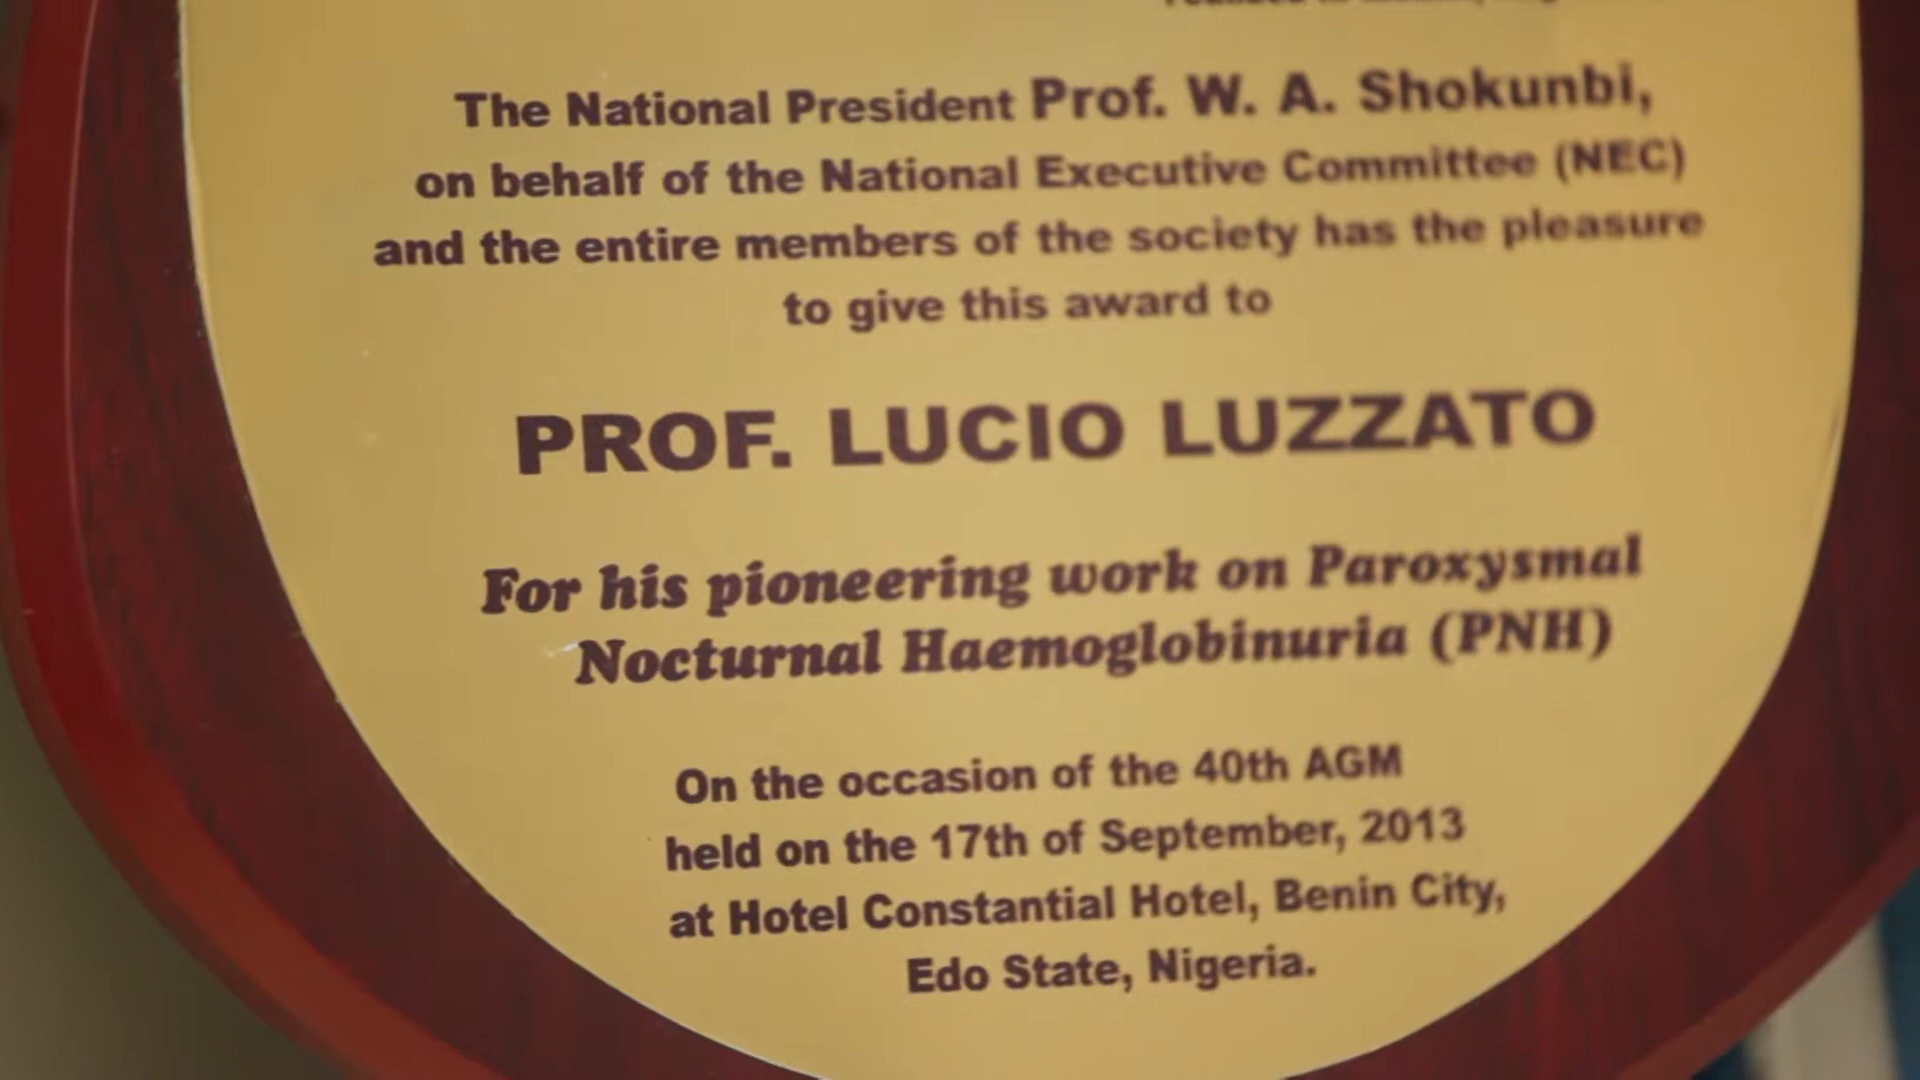 The National President Prof. W. A. Shokunbi,
on behalf of the National Executive Committee (NEC)
and the entire members of the society has the pleasure
to give this award to
PROF. LUCIO LUZZATO
For his pioneering work on Paroxysmal
Nocturnal Haemoglobinuria (PNH)
On the occasion of the 40th AGM
held on the 17th of September, 2013
at Hotel Constantial Hotel, Benin City,
Edo State, Nigeria.